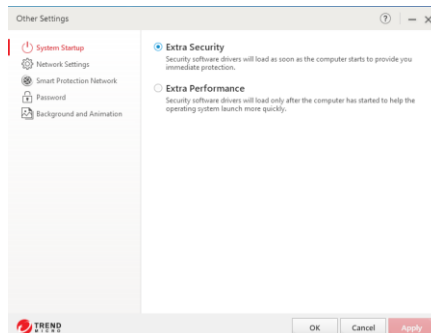 Other Settings
System Startup
Network Settings
Smart Protection Network
Password
Background and Animation
Extra Security
Security software drivers will load as soon as the computer starts to provide you
immediate protection.
Extra Performance
Security software drivers will load only after the computer has started to help the
operating system launch more quickly.
TREND
MICRO
OK
Cancel
Apply